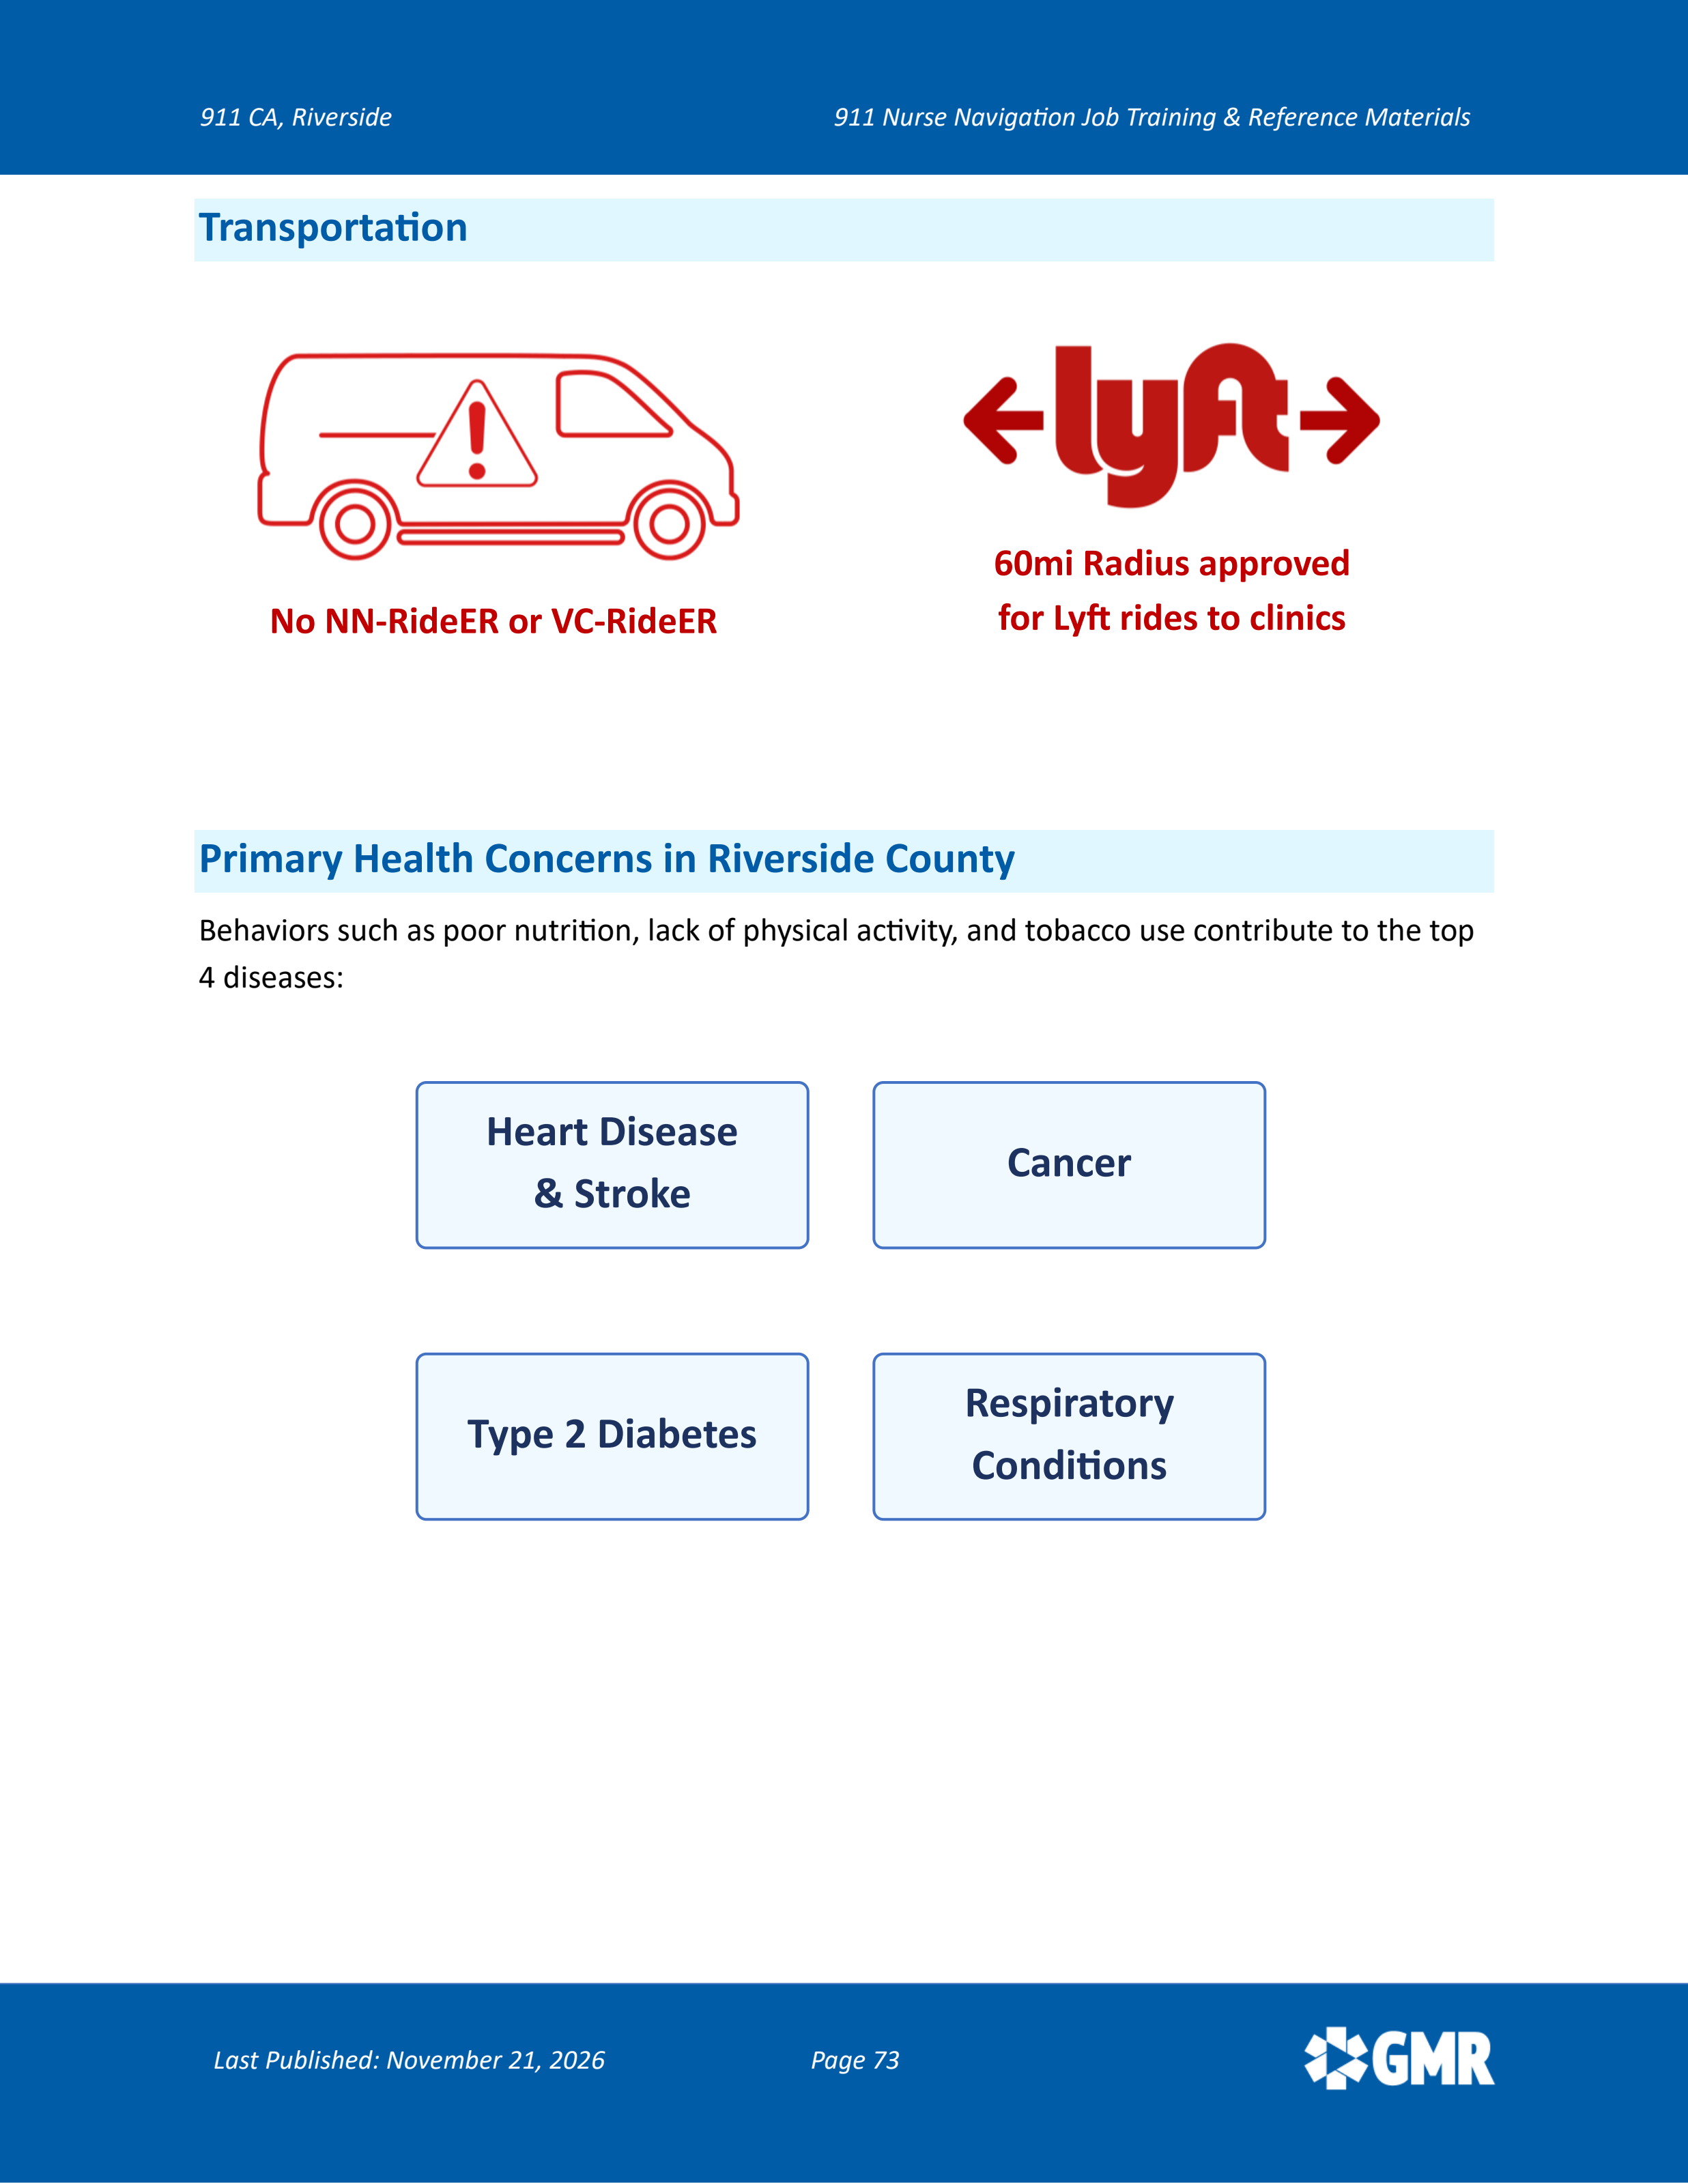 911 CA, Riverside
911 Nurse Navigation Job Training & Reference Materials
Transportation
lyft
No NN-RideER or VC-RideER
60mi Radius approved
for Lyft rides to clinics
Primary Health Concerns in Riverside County
Behaviors such as poor nutrition, lack of physical activity, and tobacco use contribute to the top
4 diseases:
Heart Disease
& Stroke
Cancer
Type 2 Diabetes
Respiratory
Conditions
Last Published: November 21, 2026
Page 73
GMR